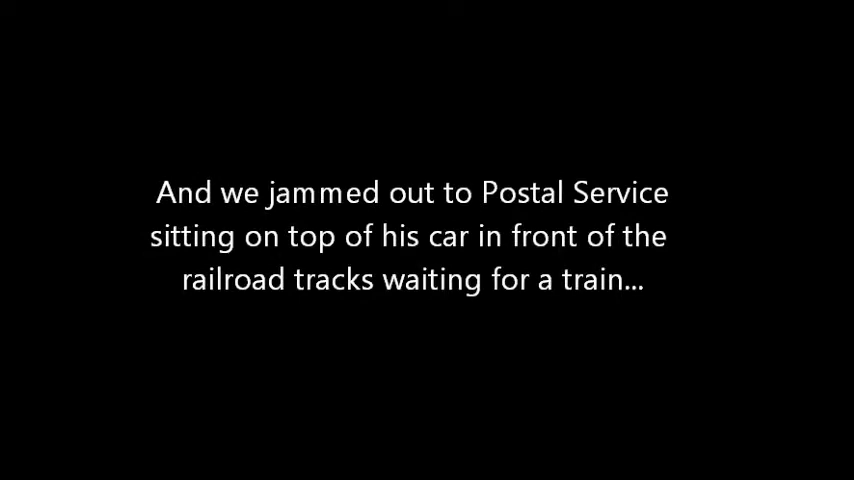 And we jammed out to Postal Service
sitting on top of his car in front of the
railroad tracks waiting for a train...